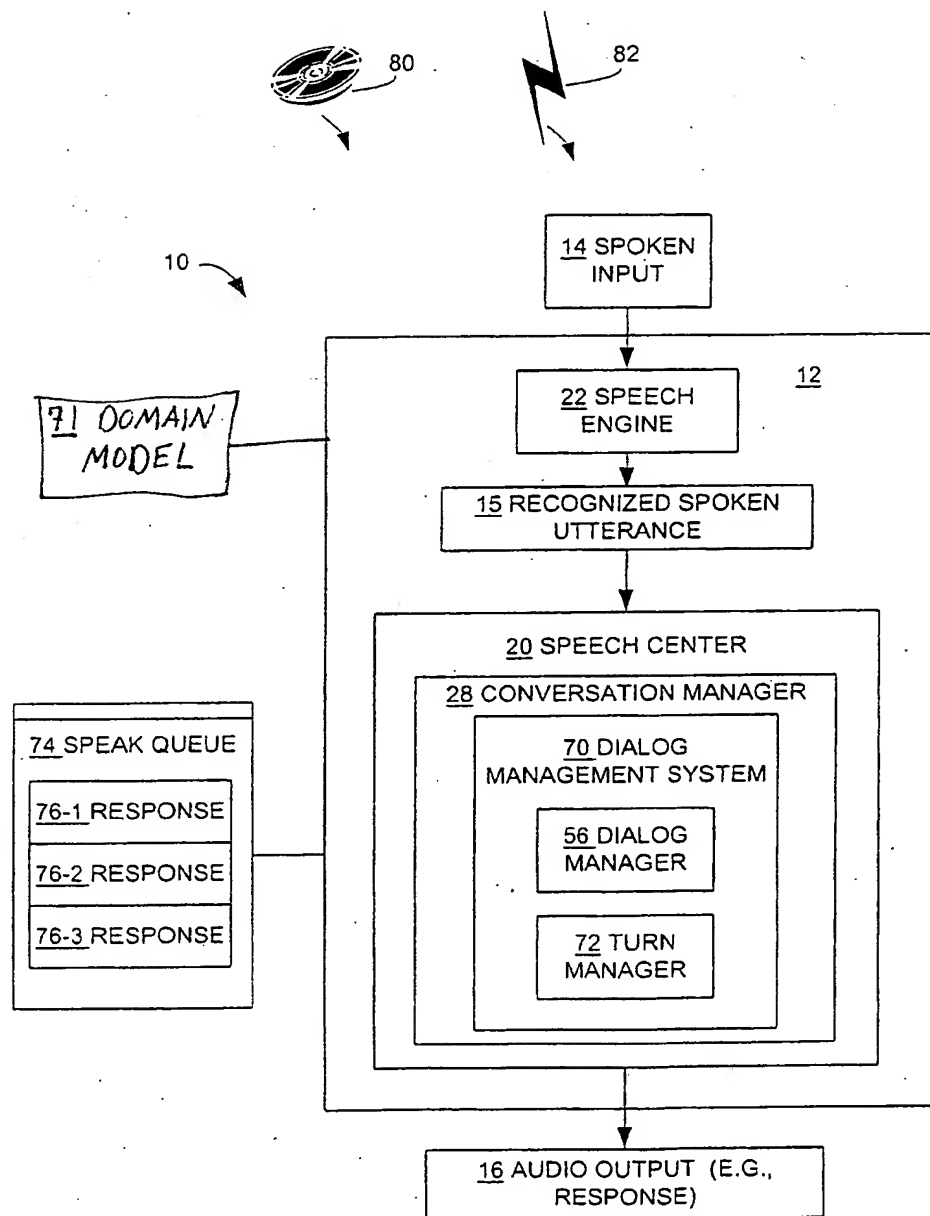 80
82
14 SPOKEN
INPUT
10
12
22 SPEECH
ENGINE
71 DOMAIN
MODEL
15 RECOGNIZED SPOKEN
UTTERANCE
20 SPEECH CENTER
28 CONVERSATION MANAGER
74 SPEAK QUEUE
70 DIALOG
MANAGEMENT SYSTEM
76-1 RESPONSE
76-2 RESPONSE
76-3 RESPONSE
56 DIALOG
MANAGER
72 TURN
MANAGER
16 AUDIO OUTPUT (E.G.,
RESPONSE)